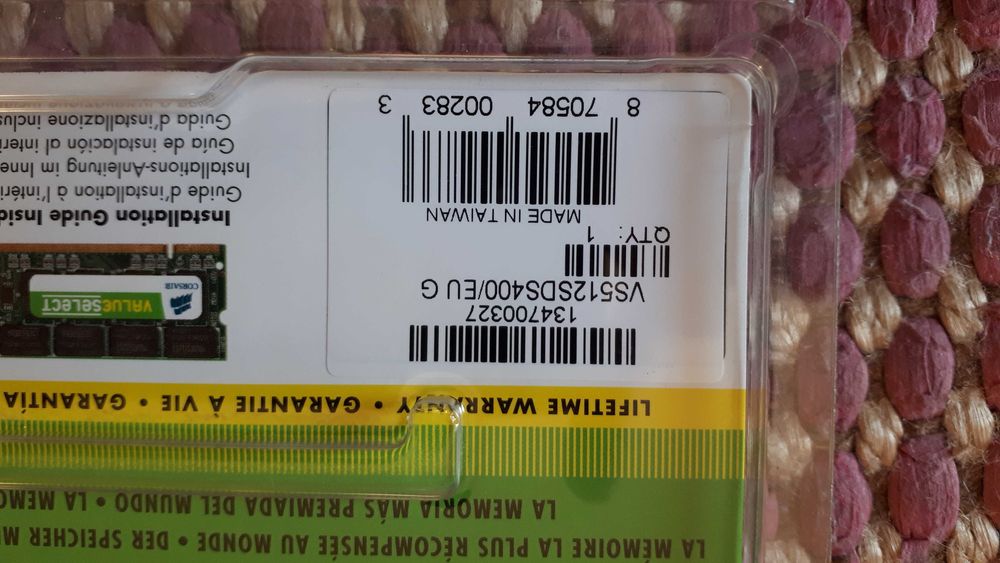 LA MÉMOIRE LA PLUS RÉCOMPENSÉE AU MONDE • DER SPEICHER M
LA MEMORIA MÁS PREMIADA DEL MUNDO • LA MEMO
LIFETIME WARRANTY • GARANTIE À VIE • GARANTÍA
134700327
VS512SDS400/EU G
QTY: 1
MADE IN TAIWAN
8 70584 00283 3
CORSAIR
VALUESELECT
Installation Guide Insid
Guide d'installation à l'intéri
Installations-Anleitung im Inne
Guía de instalación al interi
Guida d'installazione inclus